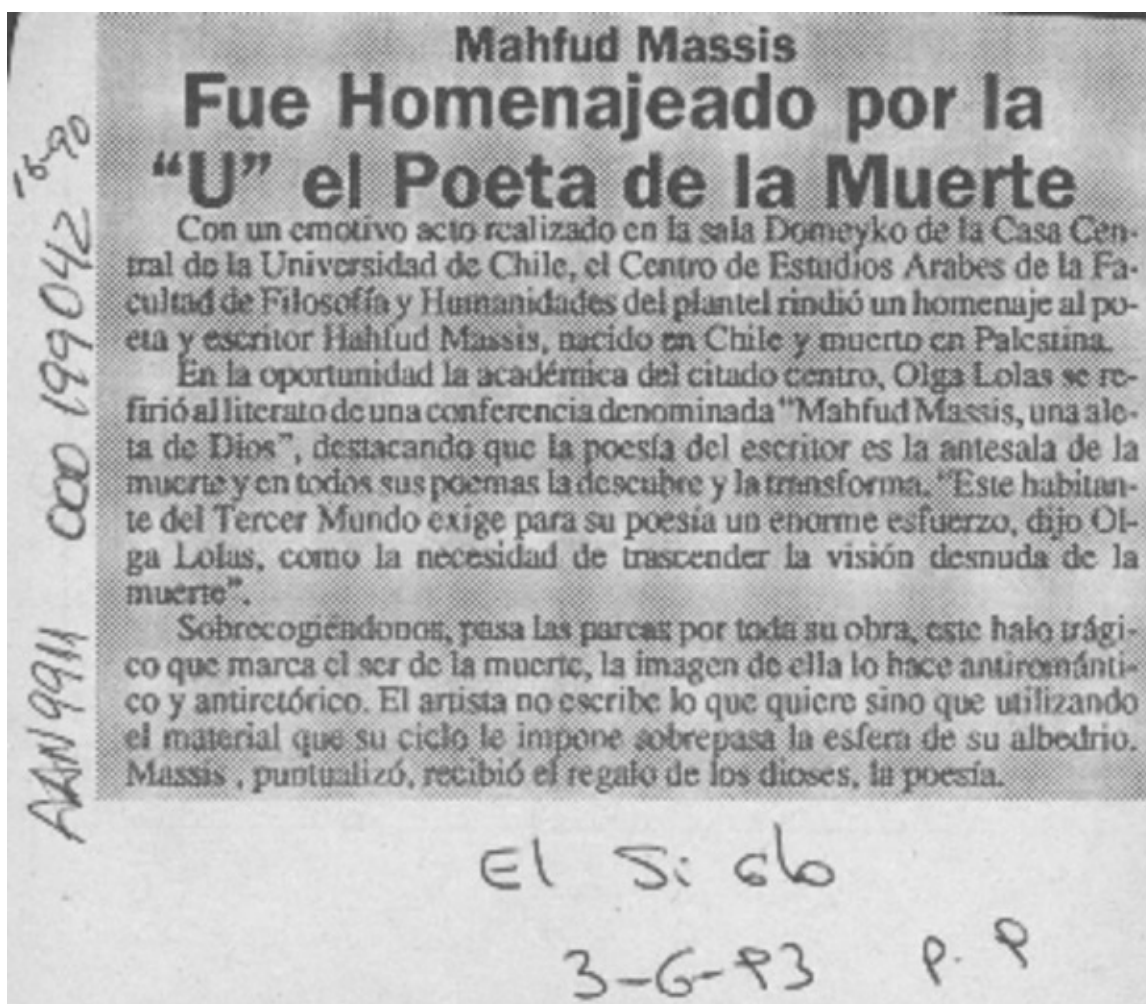 Mahfud Massis
Fue Homenajeado por la
“U” el Poeta de la Muerte
Con un emotivo acto realizado en la sala Domeyko de la Casa Cen-
tral de la Universidad de Chile, el Centro de Estudios Arabes de la Fa-
cultad de Filosofía y Humanidades del plantel rindió un homenaje al po-
eta y escritor Hahfud Massis, nacido en Chile y muerto en Palestina.
En la oportunidad la académica del citado centro, Olga Lolas se re-
firió al literato de una conferencia denominada “Mahfud Massis, una ale-
ta de Dios”, destacando que la poesía del escritor es la antesala de la
muerte y en todos sus poemas la descubre y la transforma. “Este habitan-
te del Tercer Mundo exige para su poesía un enorme esfuerzo, dijo Ol-
ga Lolas, como la necesidad de trascender la visión desnuda de la
muerte”.
Sobrecogiéndonos, pasa las parcas por toda su obra, este halo trági-
co que marca el ser de la muerte, la imagen de ella lo hace antirománti-
co y antiretórico. El artista no escribe lo que quiere sino que utilizando
el material que su ciclo le impone sobrepasa la esfera de su albedrio.
Massis , puntualizó, recibió el regalo de los dioses, la poesía.
El Siglo
3-6-93 p. 9
000 199042